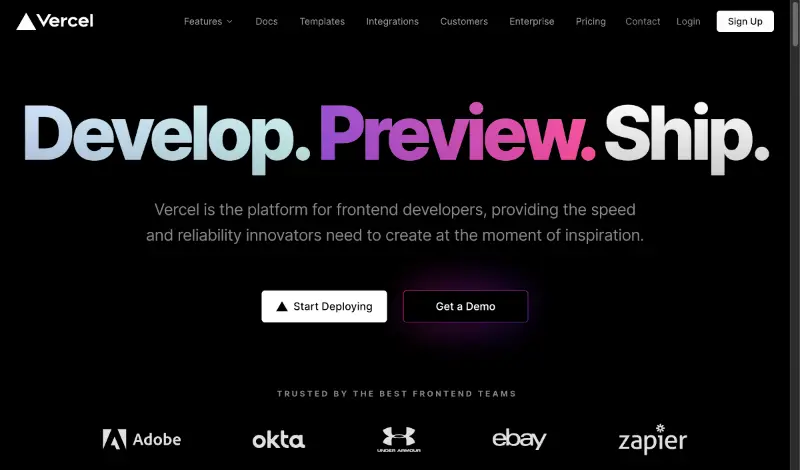 Vercel Features Docs Templates Integrations Customers Enterprise Pricing Contact Login Sign Up
Develop. Preview. Ship.
Vercel is the platform for frontend developers, providing the speed
and reliability innovators need to create at the moment of inspiration.
Start Deploying Get a Demo
TRUSTED BY THE BEST FRONTEND TEAMS
Adobe okta UNDER ARMOUR ebay zapier